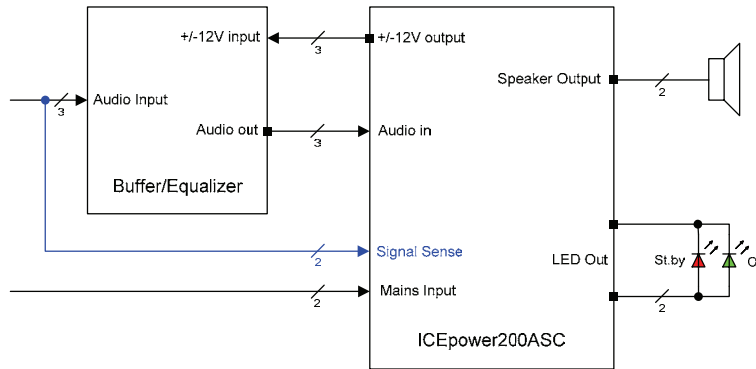 +/-12V input
3
+/-12V output
Speaker Output
2
3
Audio Input
Audio out
3
Audio in
Buffer/Equalizer
2
Signal Sense
LED Out
St.by
O
2
Mains Input
2
ICEpower200ASC